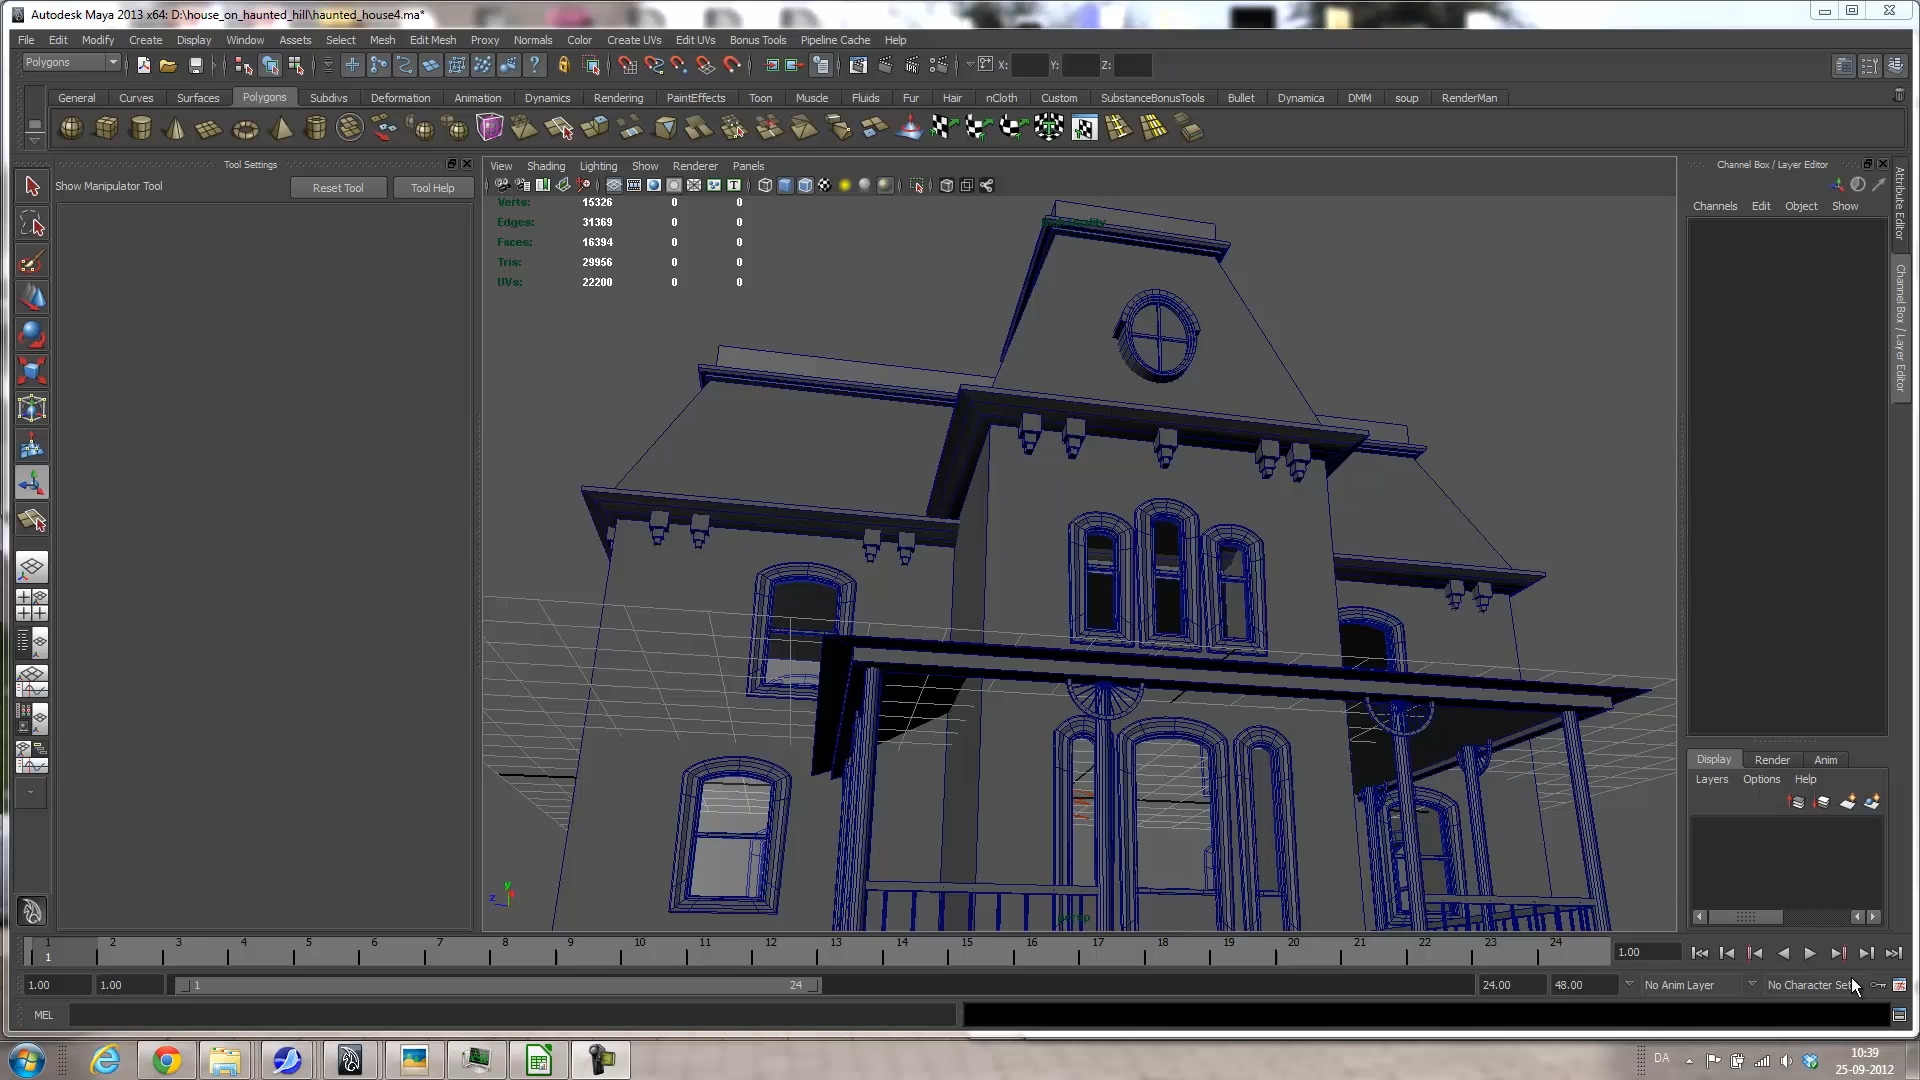 Autodesk Maya 2013 x64: D:\house_on_haunted_hill\haunted_house4.ma*
File Edit Modify Create Display Window Assets Select Mesh Edit Mesh Proxy Normals Color Create UVs Edit UVs Bonus Tools Pipeline Cache Help
Polygons X: Y: Z:
General Curves Surfaces Polygons Subdivs Deformation Animation Dynamics Rendering PaintEffects Toon Muscle Fluids Fur Hair nCloth Custom SubstanceBonusTools Bullet Dynamica DMM soup RenderMan
Tool Settings
Show Manipulator Tool Reset Tool Tool Help
View Shading Lighting Show Renderer Panels
Verts: 15326 0 0
Edges: 31369 0 0
Faces: 16394 0 0
Tris: 29956 0 0
UVs: 22200 0 0
y
z
persp
Channel Box / Layer Editor
Channels Edit Object Show
Attribute Editor
Channel Box / Layer Editor
Display Render Anim
Layers Options Help
1 2 3 4 5 6 7 8 9 10 11 12 13 14 15 16 17 18 19 20 21 22 23 24
1 1.00
1.00 1.00 1 24 24.00 48.00 No Anim Layer No Character Set
MEL
DA 10:39
25-09-2012